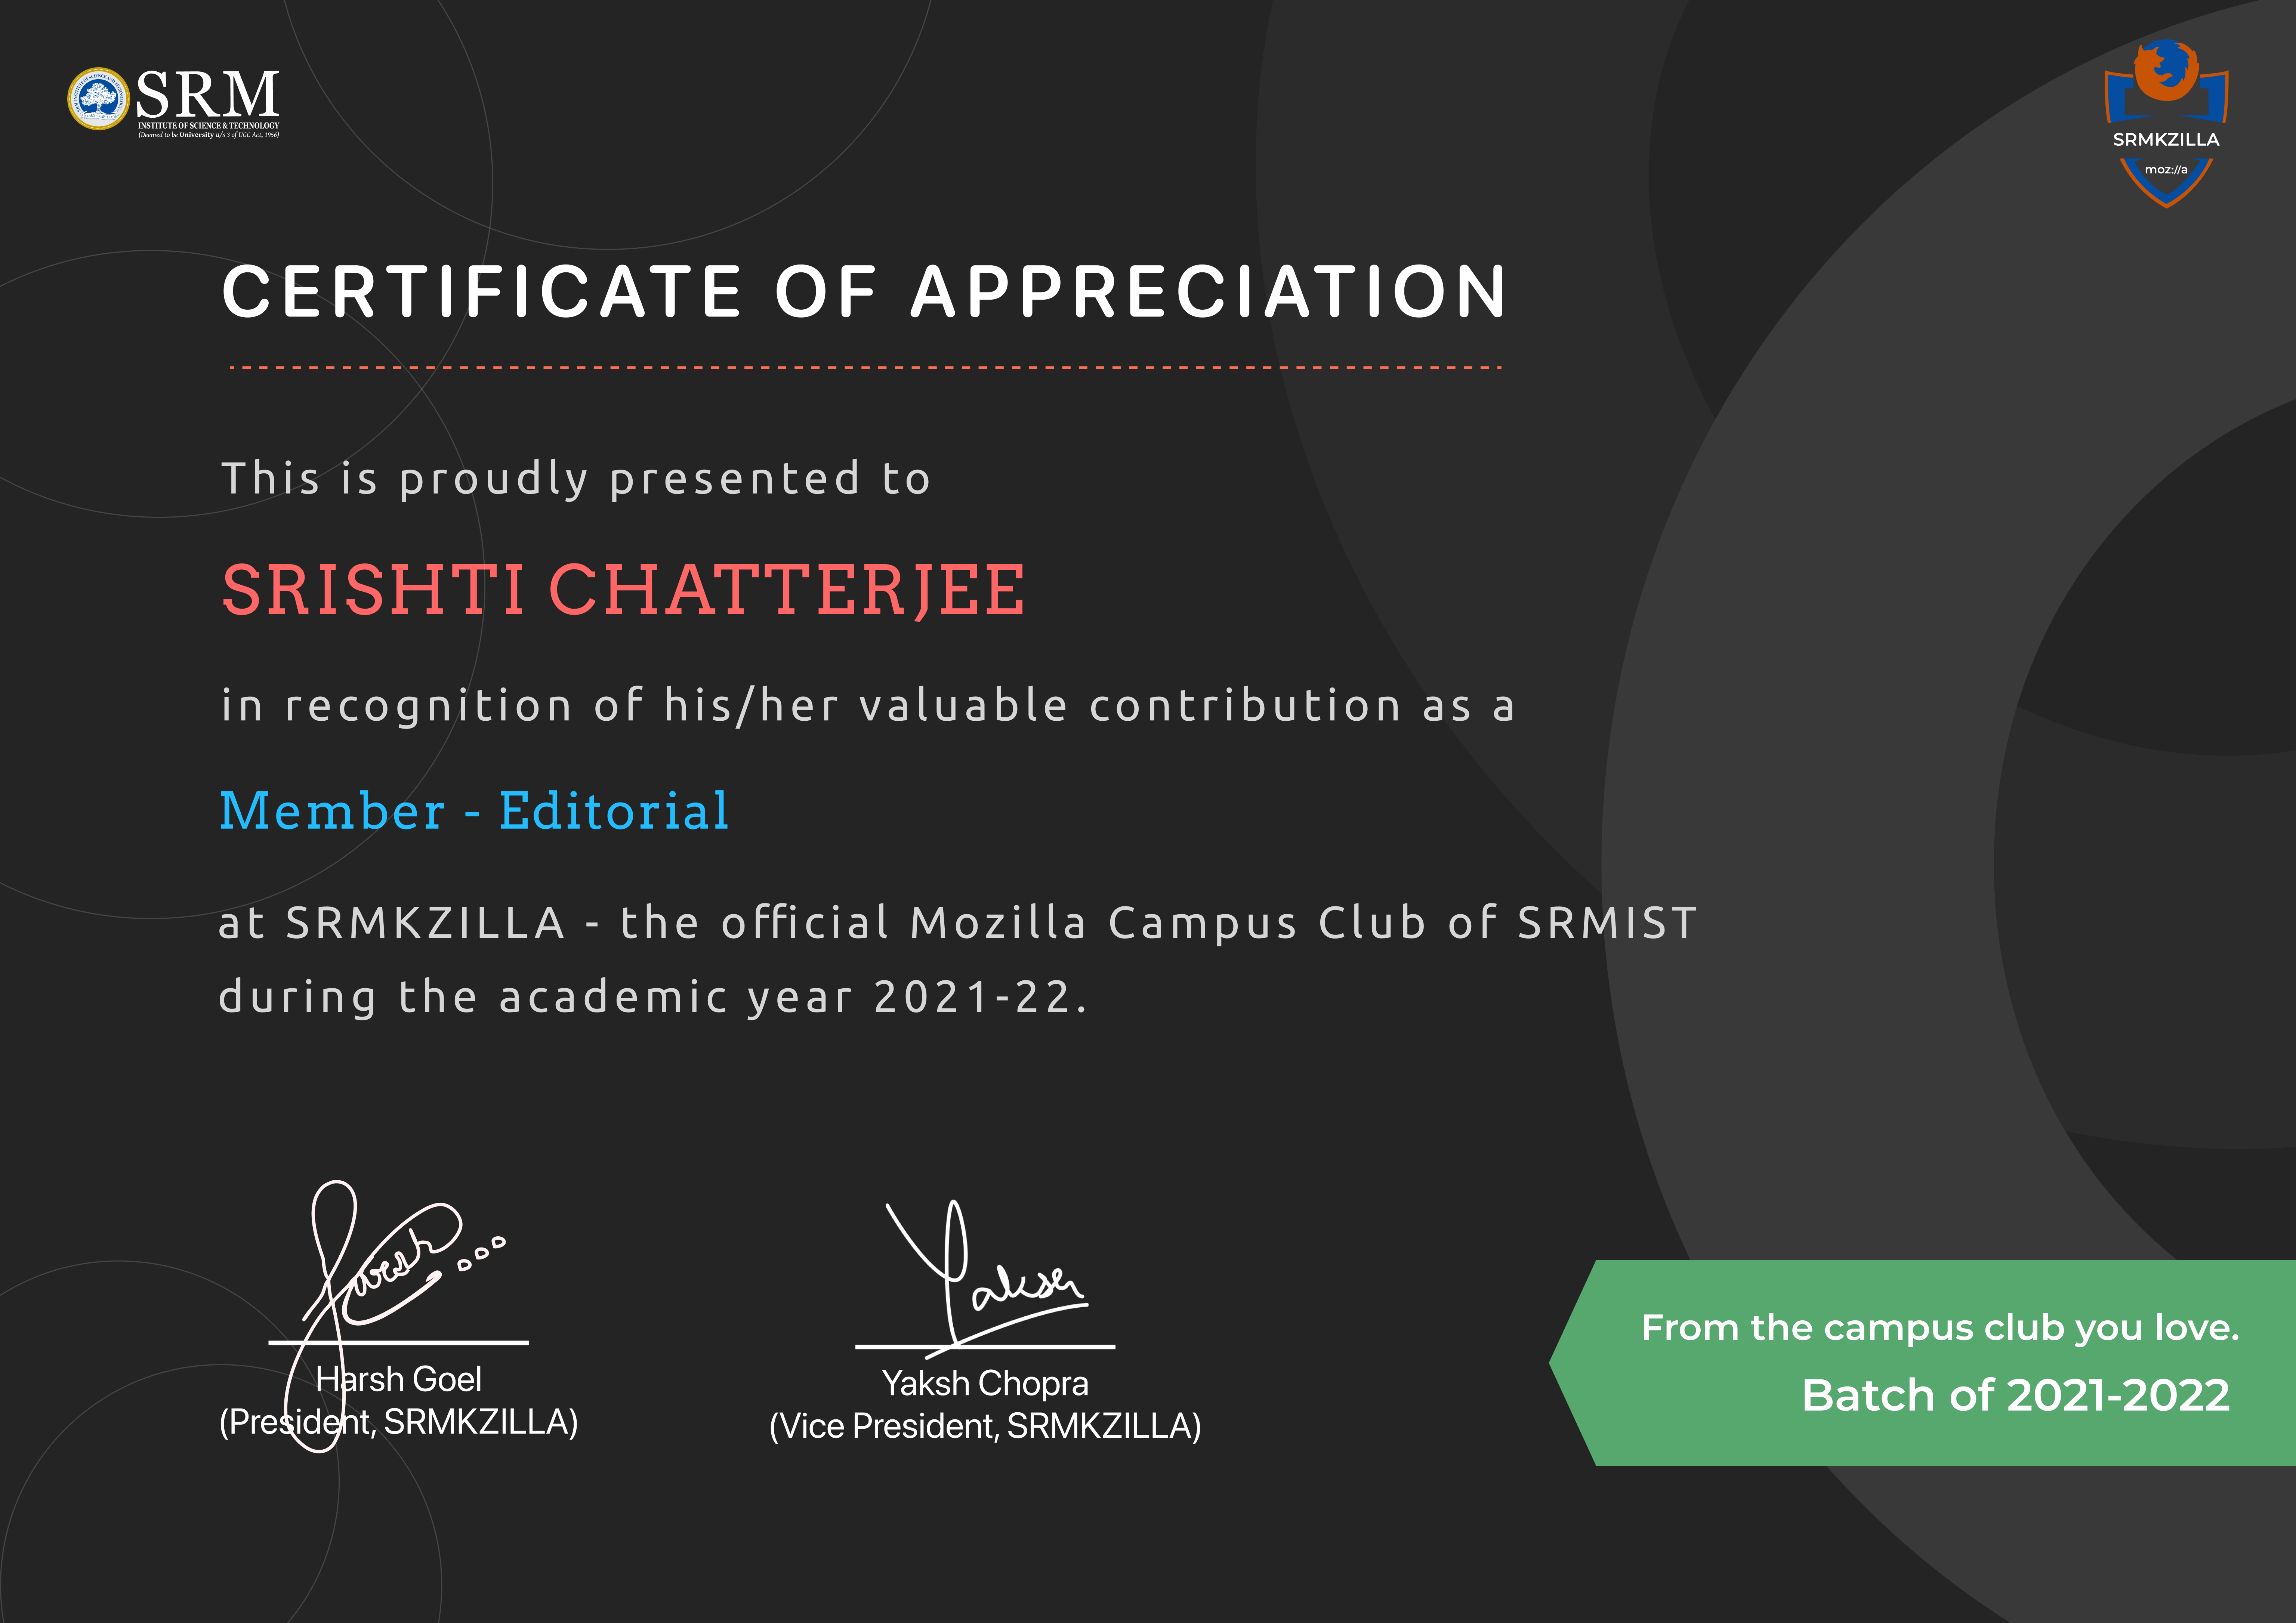 SRM
INSTITUTE OF SCIENCE & TECHNOLOGY
(Deemed to be University u/s 3 of UGC Act, 1956)
SRMKZILLA
moz://a
CERTIFICATE OF APPRECIATION
This is proudly presented to
SRISHTI CHATTERJEE
in recognition of his/her valuable contribution as a
Member - Editorial
at SRMKZILLA - the official Mozilla Campus Club of SRMIST
during the academic year 2021-22.
Harsh Goel
(President, SRMKZILLA)
Yaksh Chopra
(Vice President, SRMKZILLA)
From the campus club you love.
Batch of 2021-2022